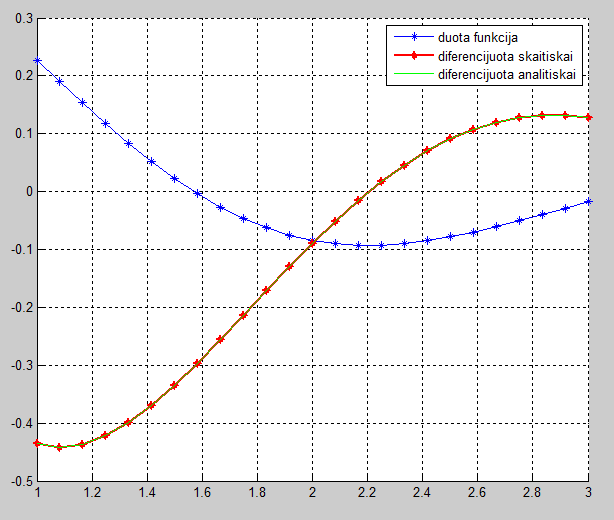 0.3
0.2
0.1
0
-0.1
-0.2
-0.3
-0.4
-0.5
duota funkcija
diferencijuota skaitiskai
diferencijuota analitiskai
1 1.2 1.4 1.6 1.8 2 2.2 2.4 2.6 2.8 3